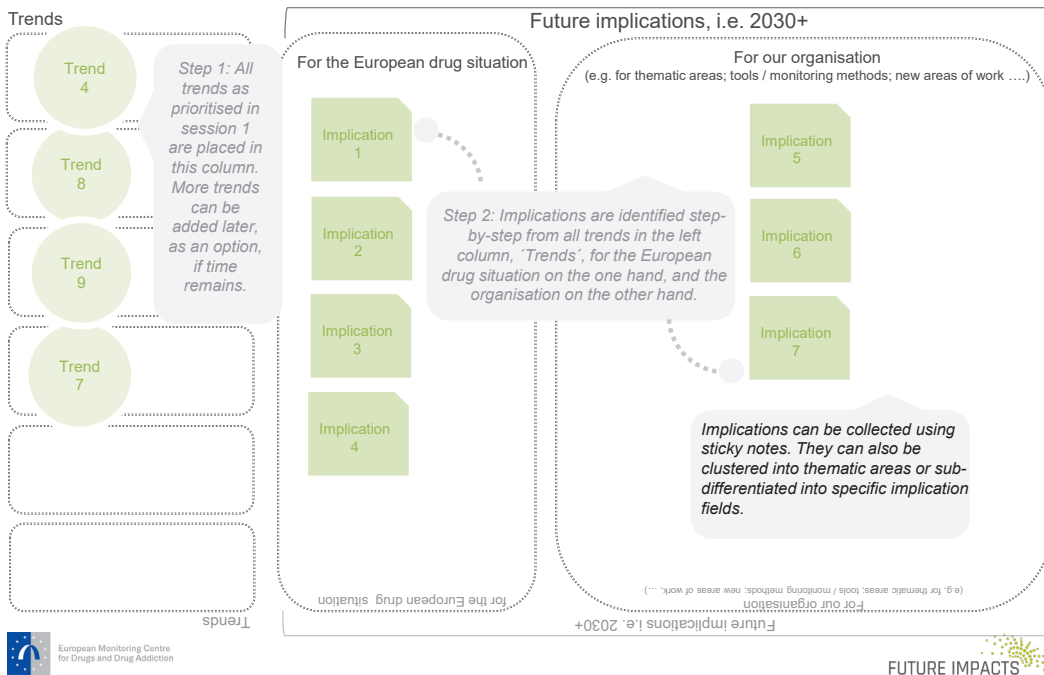 Trends
Future implications, i.e. 2030+
Trend
4
Trend
8
Trend
9
Trend
7
Step 1: All
trends as
prioritised in
session 1
are placed in
this column.
More trends
can be
added later,
as an option,
if time
remains.
For the European drug situation
Implication
1
Implication
2
Implication
3
Implication
4
Step 2: Implications are identified step-
by-step from all trends in the left
column, ´Trends´, for the European
drug situation on the one hand, and the
organisation on the other hand.
For our organisation
(e.g. for thematic areas; tools / monitoring methods; new areas of work ….)
Implication
5
Implication
6
Implication
7
Implications can be collected using
sticky notes. They can also be
clustered into thematic areas or sub-
differentiated into specific implication
fields.
for the European drug situation
For our organisation
(e.g. for thematic areas; tools / monitoring methods; new areas of work, …)
Trends
Future implications i.e. 2030+
European Monitoring Centre
for Drugs and Drug Addiction
FUTURE IMPACTS